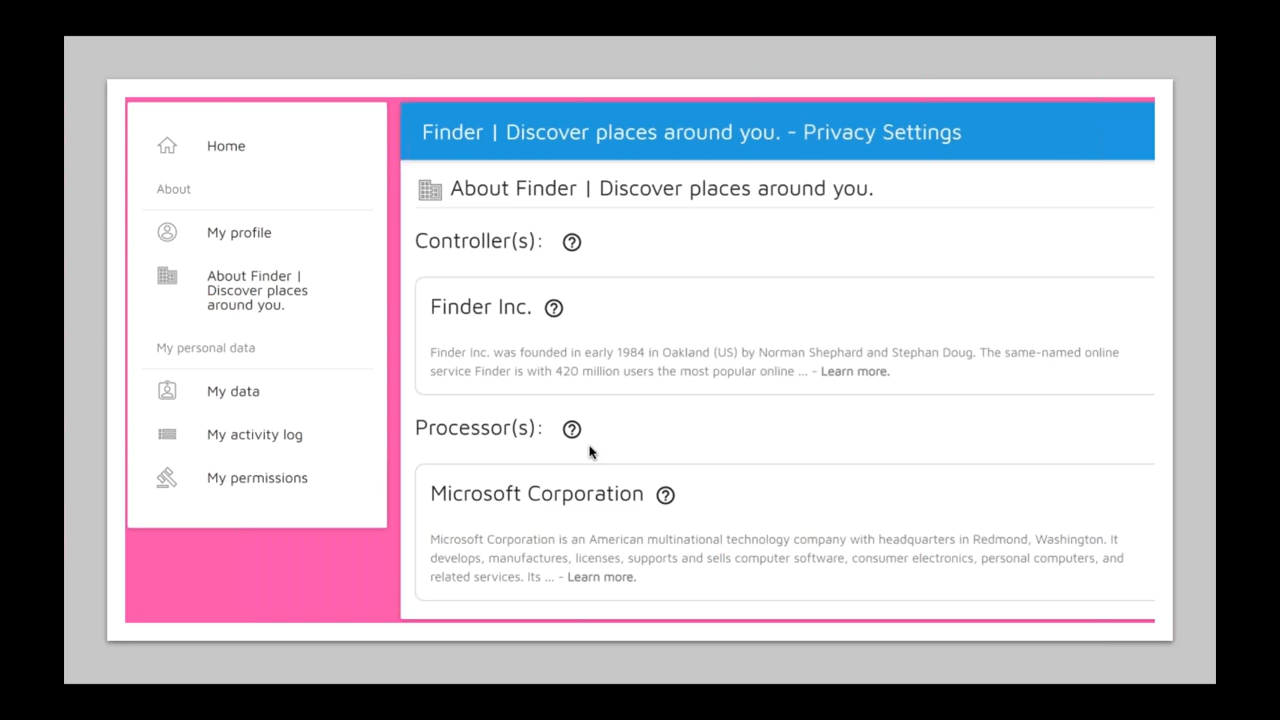 Home
About
My profile
About Finder |
Discover places
around you.
My personal data
My data
My activity log
My permissions
Finder | Discover places around you. - Privacy Settings
About Finder | Discover places around you.
Controller(s): ?
Finder Inc. ?
Finder Inc. was founded in early 1984 in Oakland (US) by Norman Shephard and Stephan Doug. The same-named online
service Finder is with 420 million users the most popular online ... - Learn more.
Processor(s): ?
Microsoft Corporation ?
Microsoft Corporation is an American multinational technology company with headquarters in Redmond, Washington. It
develops, manufactures, licenses, supports and sells computer software, consumer electronics, personal computers, and
related services. Its ... - Learn more.